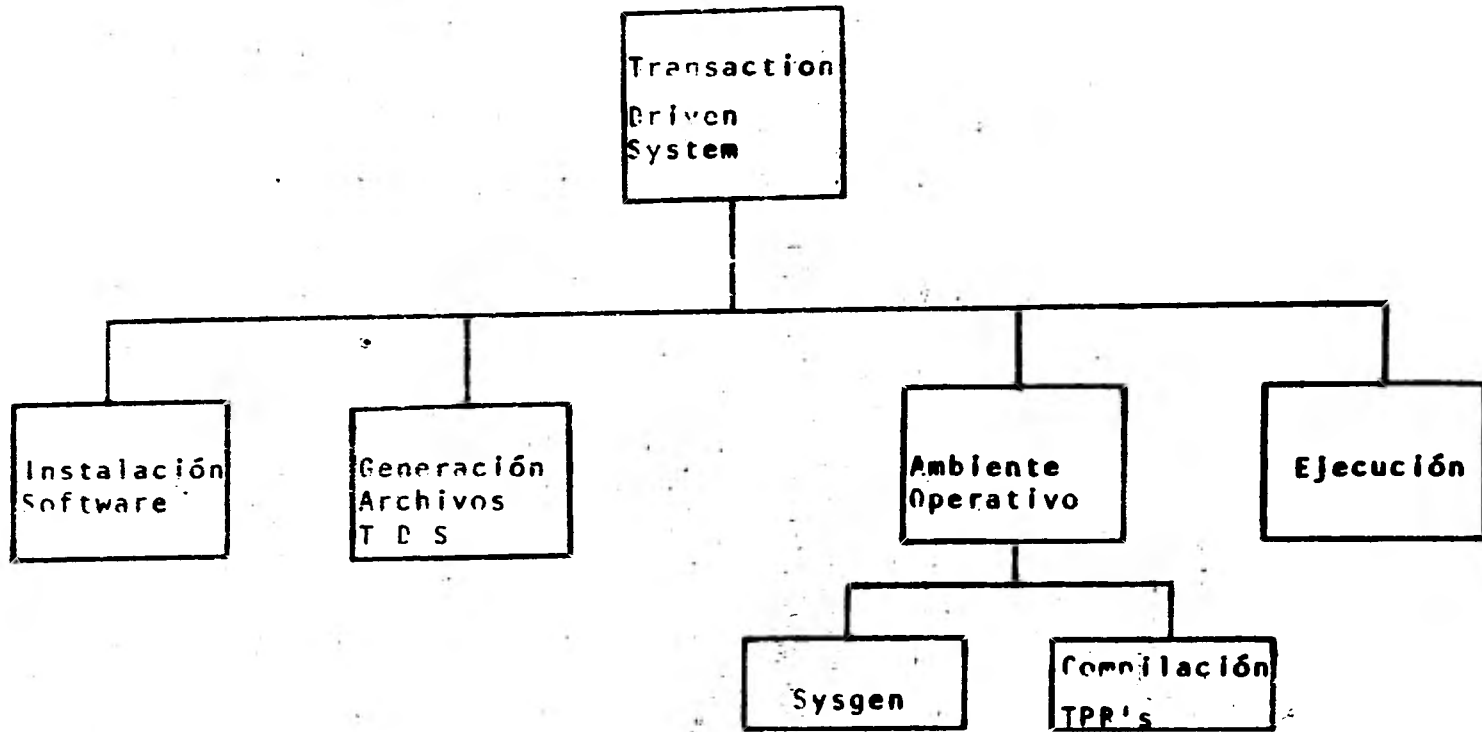 Transaction
Driven
System
Instalación
Software
Generación
Archivos
T D S
Ambiente
Operativo
Ejecución
Sysgen
Compilación
TPR's